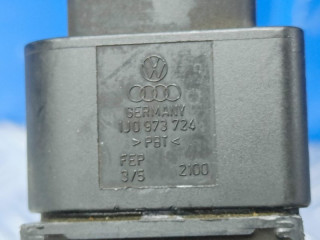 GERMANY
1J0 973 724
>PBT<
FEP
3/5 2100